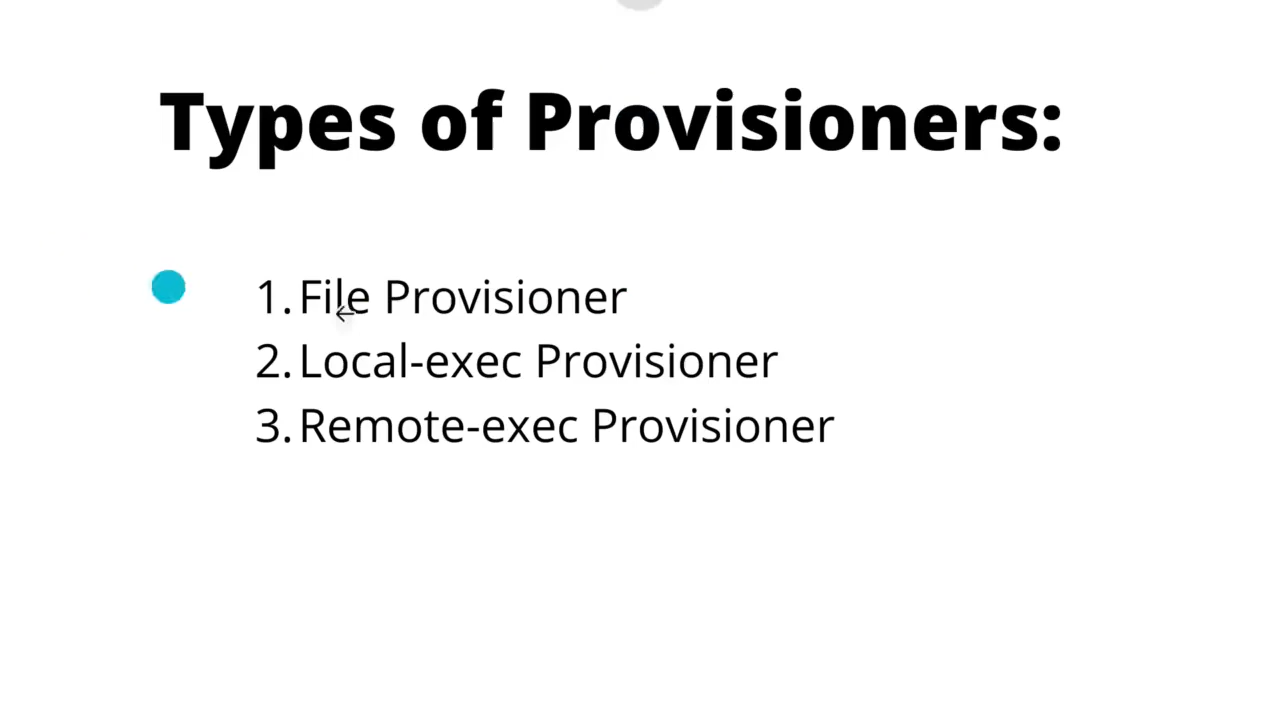 Types of Provisioners:
1. File Provisioner
2. Local-exec Provisioner
3. Remote-exec Provisioner